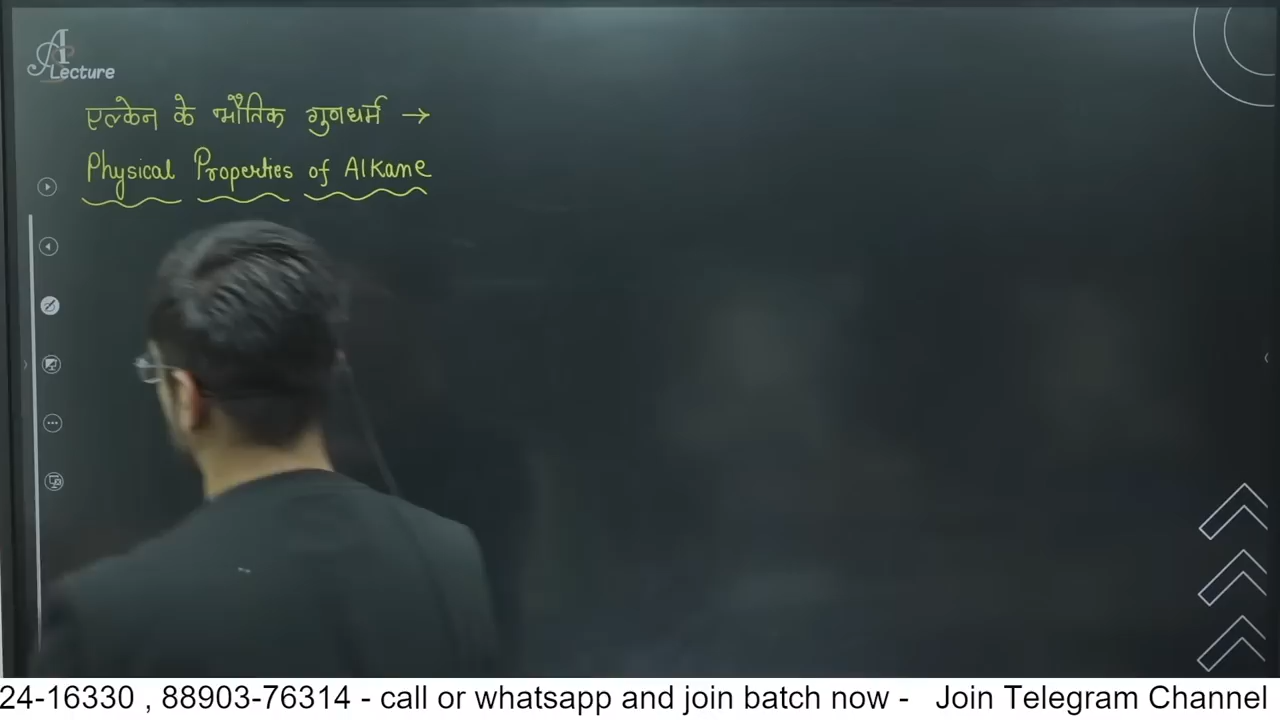 A
Lecture
एल्केन के भौतिक गुणधर्म →
Physical Properties of Alkane
24-16330 , 88903-76314 - call or whatsapp and join batch now - Join Telegram Channel